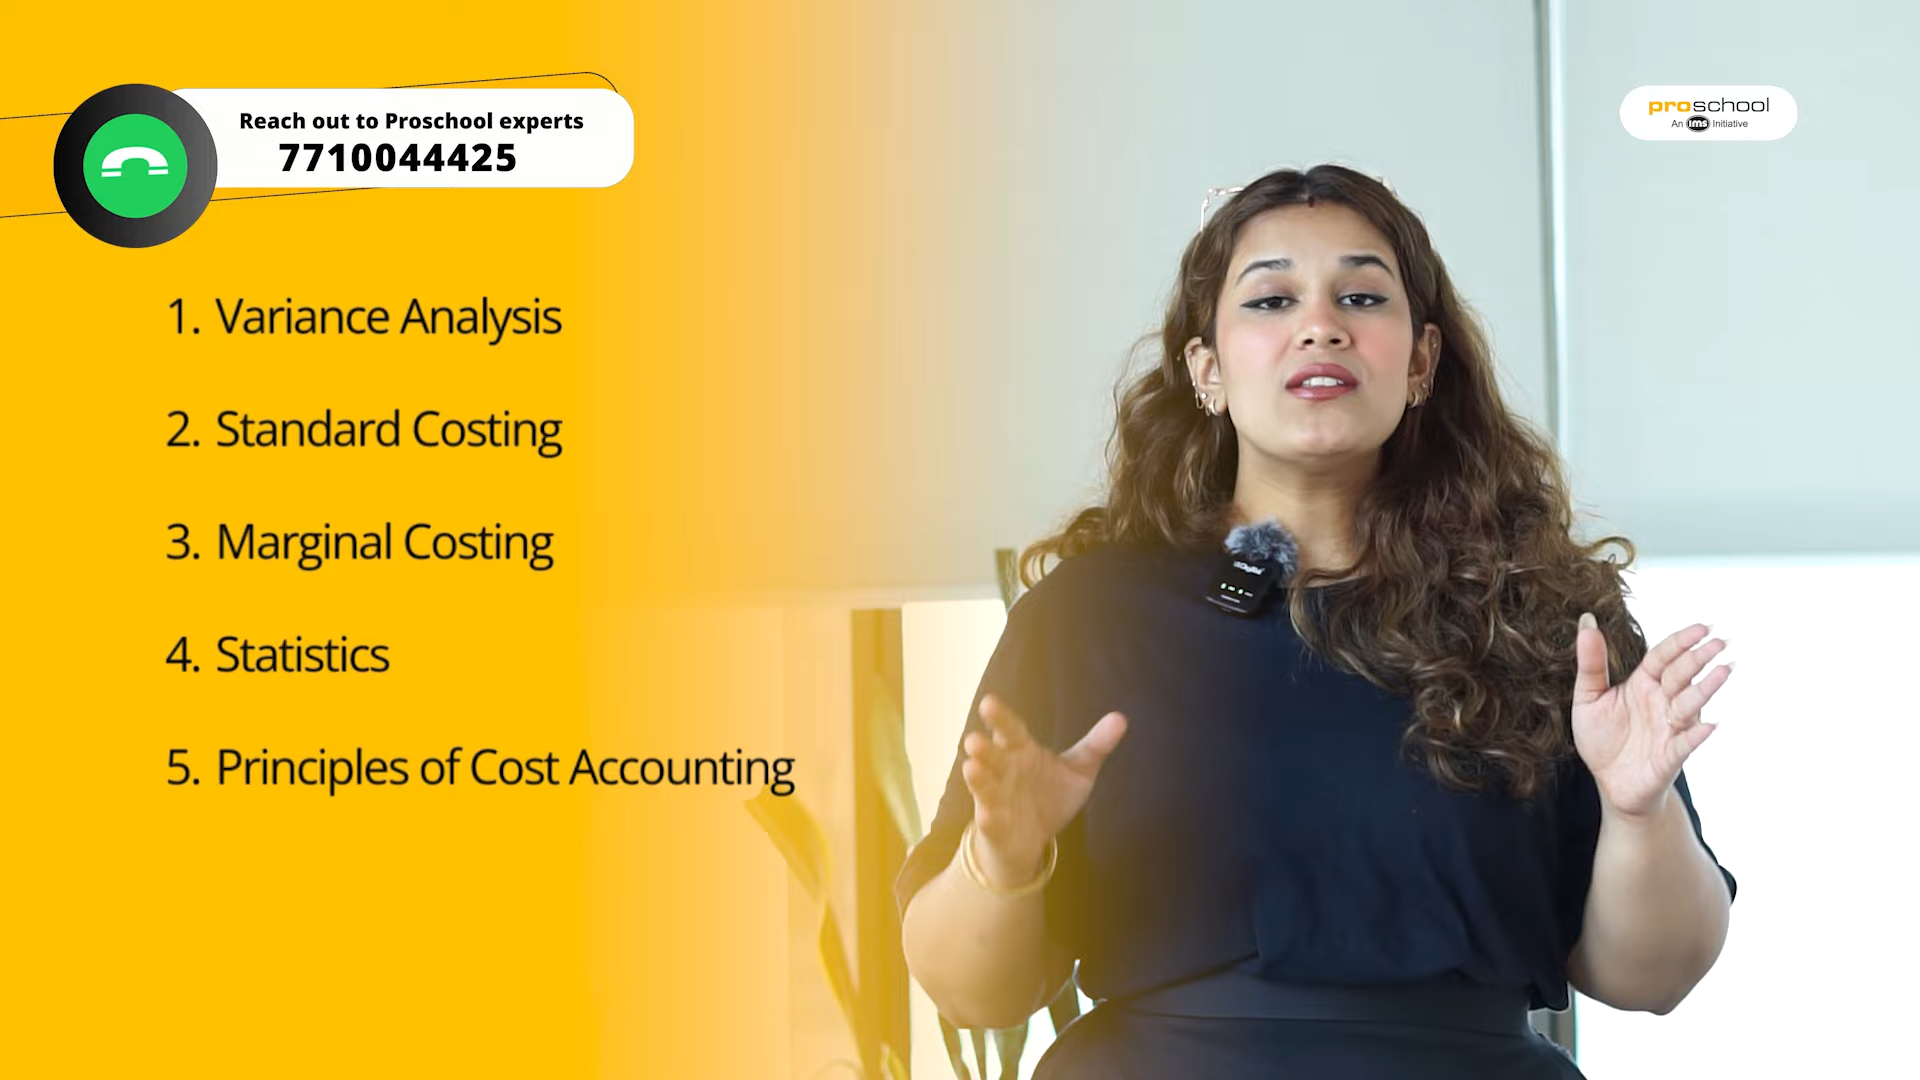 Reach out to Proschool experts
7710044425
proschool
An ims Initiative
1. Variance Analysis
2. Standard Costing
3. Marginal Costing
4. Statistics
5. Principles of Cost Accounting